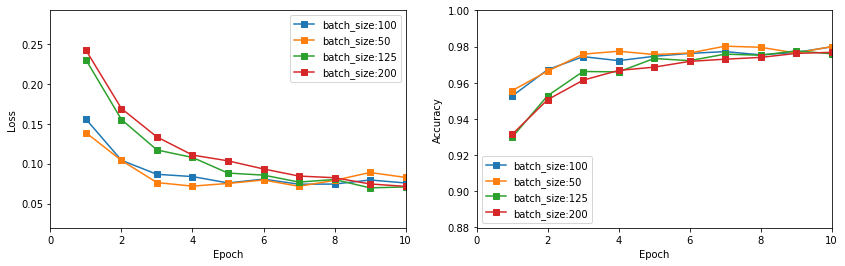 0.25
0.20
0.15
0.10
0.05
Loss
0 2 4 6 8 10
Epoch
batch_size:100
batch_size:50
batch_size:125
batch_size:200
1.00
0.98
0.96
0.94
0.92
0.90
0.88
Accuracy
0 2 4 6 8 10
Epoch
batch_size:100
batch_size:50
batch_size:125
batch_size:200